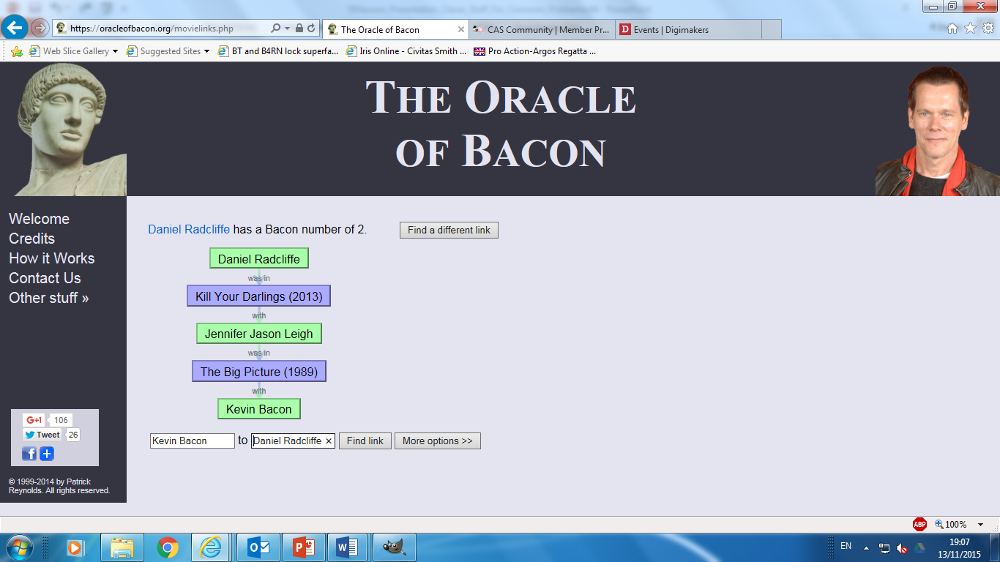 https://oracleofbacon.org/movielinks.php
The Oracle of Bacon
CAS Community | Member Pr...
Events | Digimakers
Web Slice Gallery
Suggested Sites
BT and B4RN lock superfa...
Iris Online - Civitas Smith ...
Pro Action-Argos Regatta ...
THE ORACLE
OF BACON
Welcome
Credits
How it Works
Contact Us
Other stuff »
Daniel Radcliffe has a Bacon number of 2.
Find a different link
Daniel Radcliffe
was in
Kill Your Darlings (2013)
with
Jennifer Jason Leigh
was in
The Big Picture (1989)
with
Kevin Bacon
Kevin Bacon to Daniel Radcliffe × Find link More options >>
G+1 106
Tweet 26
© 1999-2014 by Patrick
Reynolds. All rights reserved.
ABP
100%
EN
19:07
13/11/2015